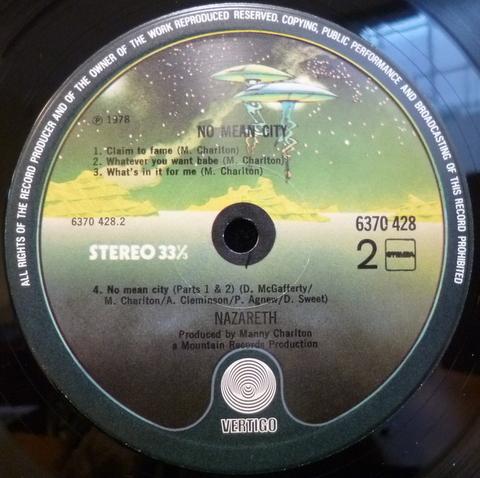 ALL RIGHTS OF THE RECORD PRODUCER AND OF THE OWNER OF THE WORK REPRODUCED RESERVED. COPYING, PUBLIC PERFORMANCE AND BROADCASTING OF THIS RECORD PROHIBITED
℗ 1978
NO MEAN CITY
1. Claim to fame (M. Charlton)
2. Whatever you want babe (M. Charlton)
3. What's in it for me (M. Charlton)
6370 428.2
6370 428
STEREO 33⅓
2 STEMRA
4. No mean city (Parts 1 & 2) (D. McGafferty/
M. Charlton/A. Cleminson/P. Agnew/D. Sweet)
NAZARETH
Produced by Manny Charlton
a Mountain Records Production
VERTIGO